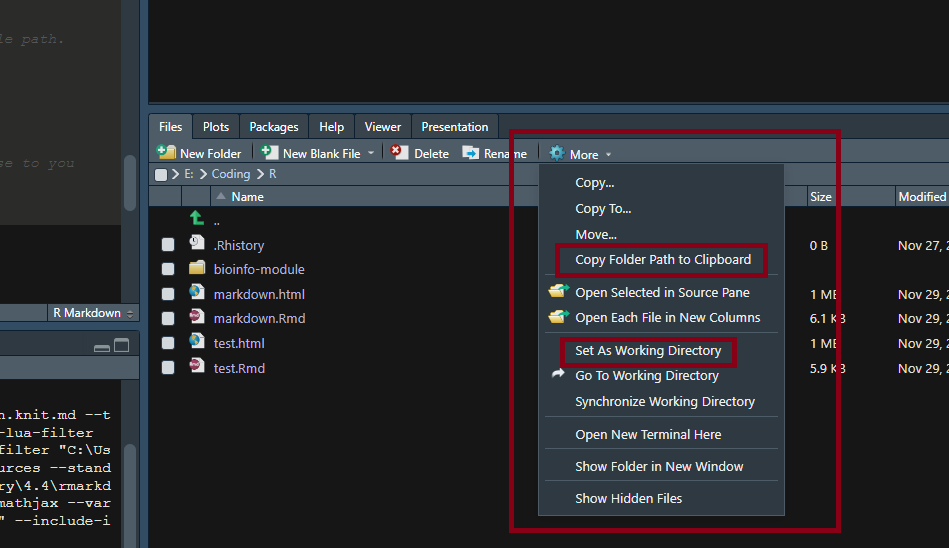 le path.
se to you
R Markdown
n.knit.md --t
-lua-filter
filter "C:\Us
urces --stand
ry\4.4\rmarkd
mathjax --var
" --include-i
Files Plots Packages Help Viewer Presentation
New Folder New Blank File Delete Rename More
E: Coding R
Name Size Modified
..
.Rhistory 0 B Nov 27, 2
bioinfo-module
markdown.html 1 MB Nov 29, 2
markdown.Rmd 6.1 KB Nov 29, 2
test.html 1 MB Nov 29, 2
test.Rmd 5.9 KB Nov 29, 2
Copy...
Copy To...
Move...
Copy Folder Path to Clipboard
Open Selected in Source Pane
Open Each File in New Columns
Set As Working Directory
Go To Working Directory
Synchronize Working Directory
Open New Terminal Here
Show Folder in New Window
Show Hidden Files